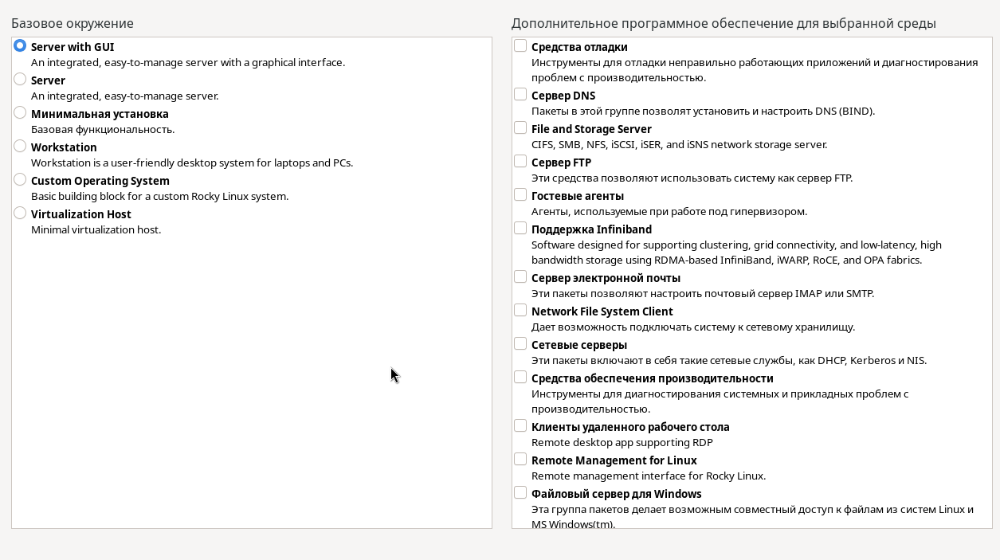 Базовое окружение
Server with GUI
An integrated, easy-to-manage server with a graphical interface.
Server
An integrated, easy-to-manage server.
Минимальная установка
Базовая функциональность.
Workstation
Workstation is a user-friendly desktop system for laptops and PCs.
Custom Operating System
Basic building block for a custom Rocky Linux system.
Virtualization Host
Minimal virtualization host.
Дополнительное программное обеспечение для выбранной среды
Средства отладки
Инструменты для отладки неправильно работающих приложений и диагностирования
проблем с производительностью.
Сервер DNS
Пакеты в этой группе позволят установить и настроить DNS (BIND).
File and Storage Server
CIFS, SMB, NFS, iSCSI, iSER, and iSNS network storage server.
Сервер FTP
Эти средства позволяют использовать систему как сервер FTP.
Гостевые агенты
Агенты, используемые при работе под гипервизором.
Поддержка Infiniband
Software designed for supporting clustering, grid connectivity, and low-latency, high
bandwidth storage using RDMA-based InfiniBand, iWARP, RoCE, and OPA fabrics.
Сервер электронной почты
Эти пакеты позволяют настроить почтовый сервер IMAP или SMTP.
Network File System Client
Дает возможность подключать систему к сетевому хранилищу.
Сетевые серверы
Эти пакеты включают в себя такие сетевые службы, как DHCP, Kerberos и NIS.
Средства обеспечения производительности
Инструменты для диагностирования системных и прикладных проблем с
производительностью.
Клиенты удаленного рабочего стола
Remote desktop app supporting RDP
Remote Management for Linux
Remote management interface for Rocky Linux.
Файловый сервер для Windows
Эта группа пакетов делает возможным совместный доступ к файлам из систем Linux и
MS Windows(tm).